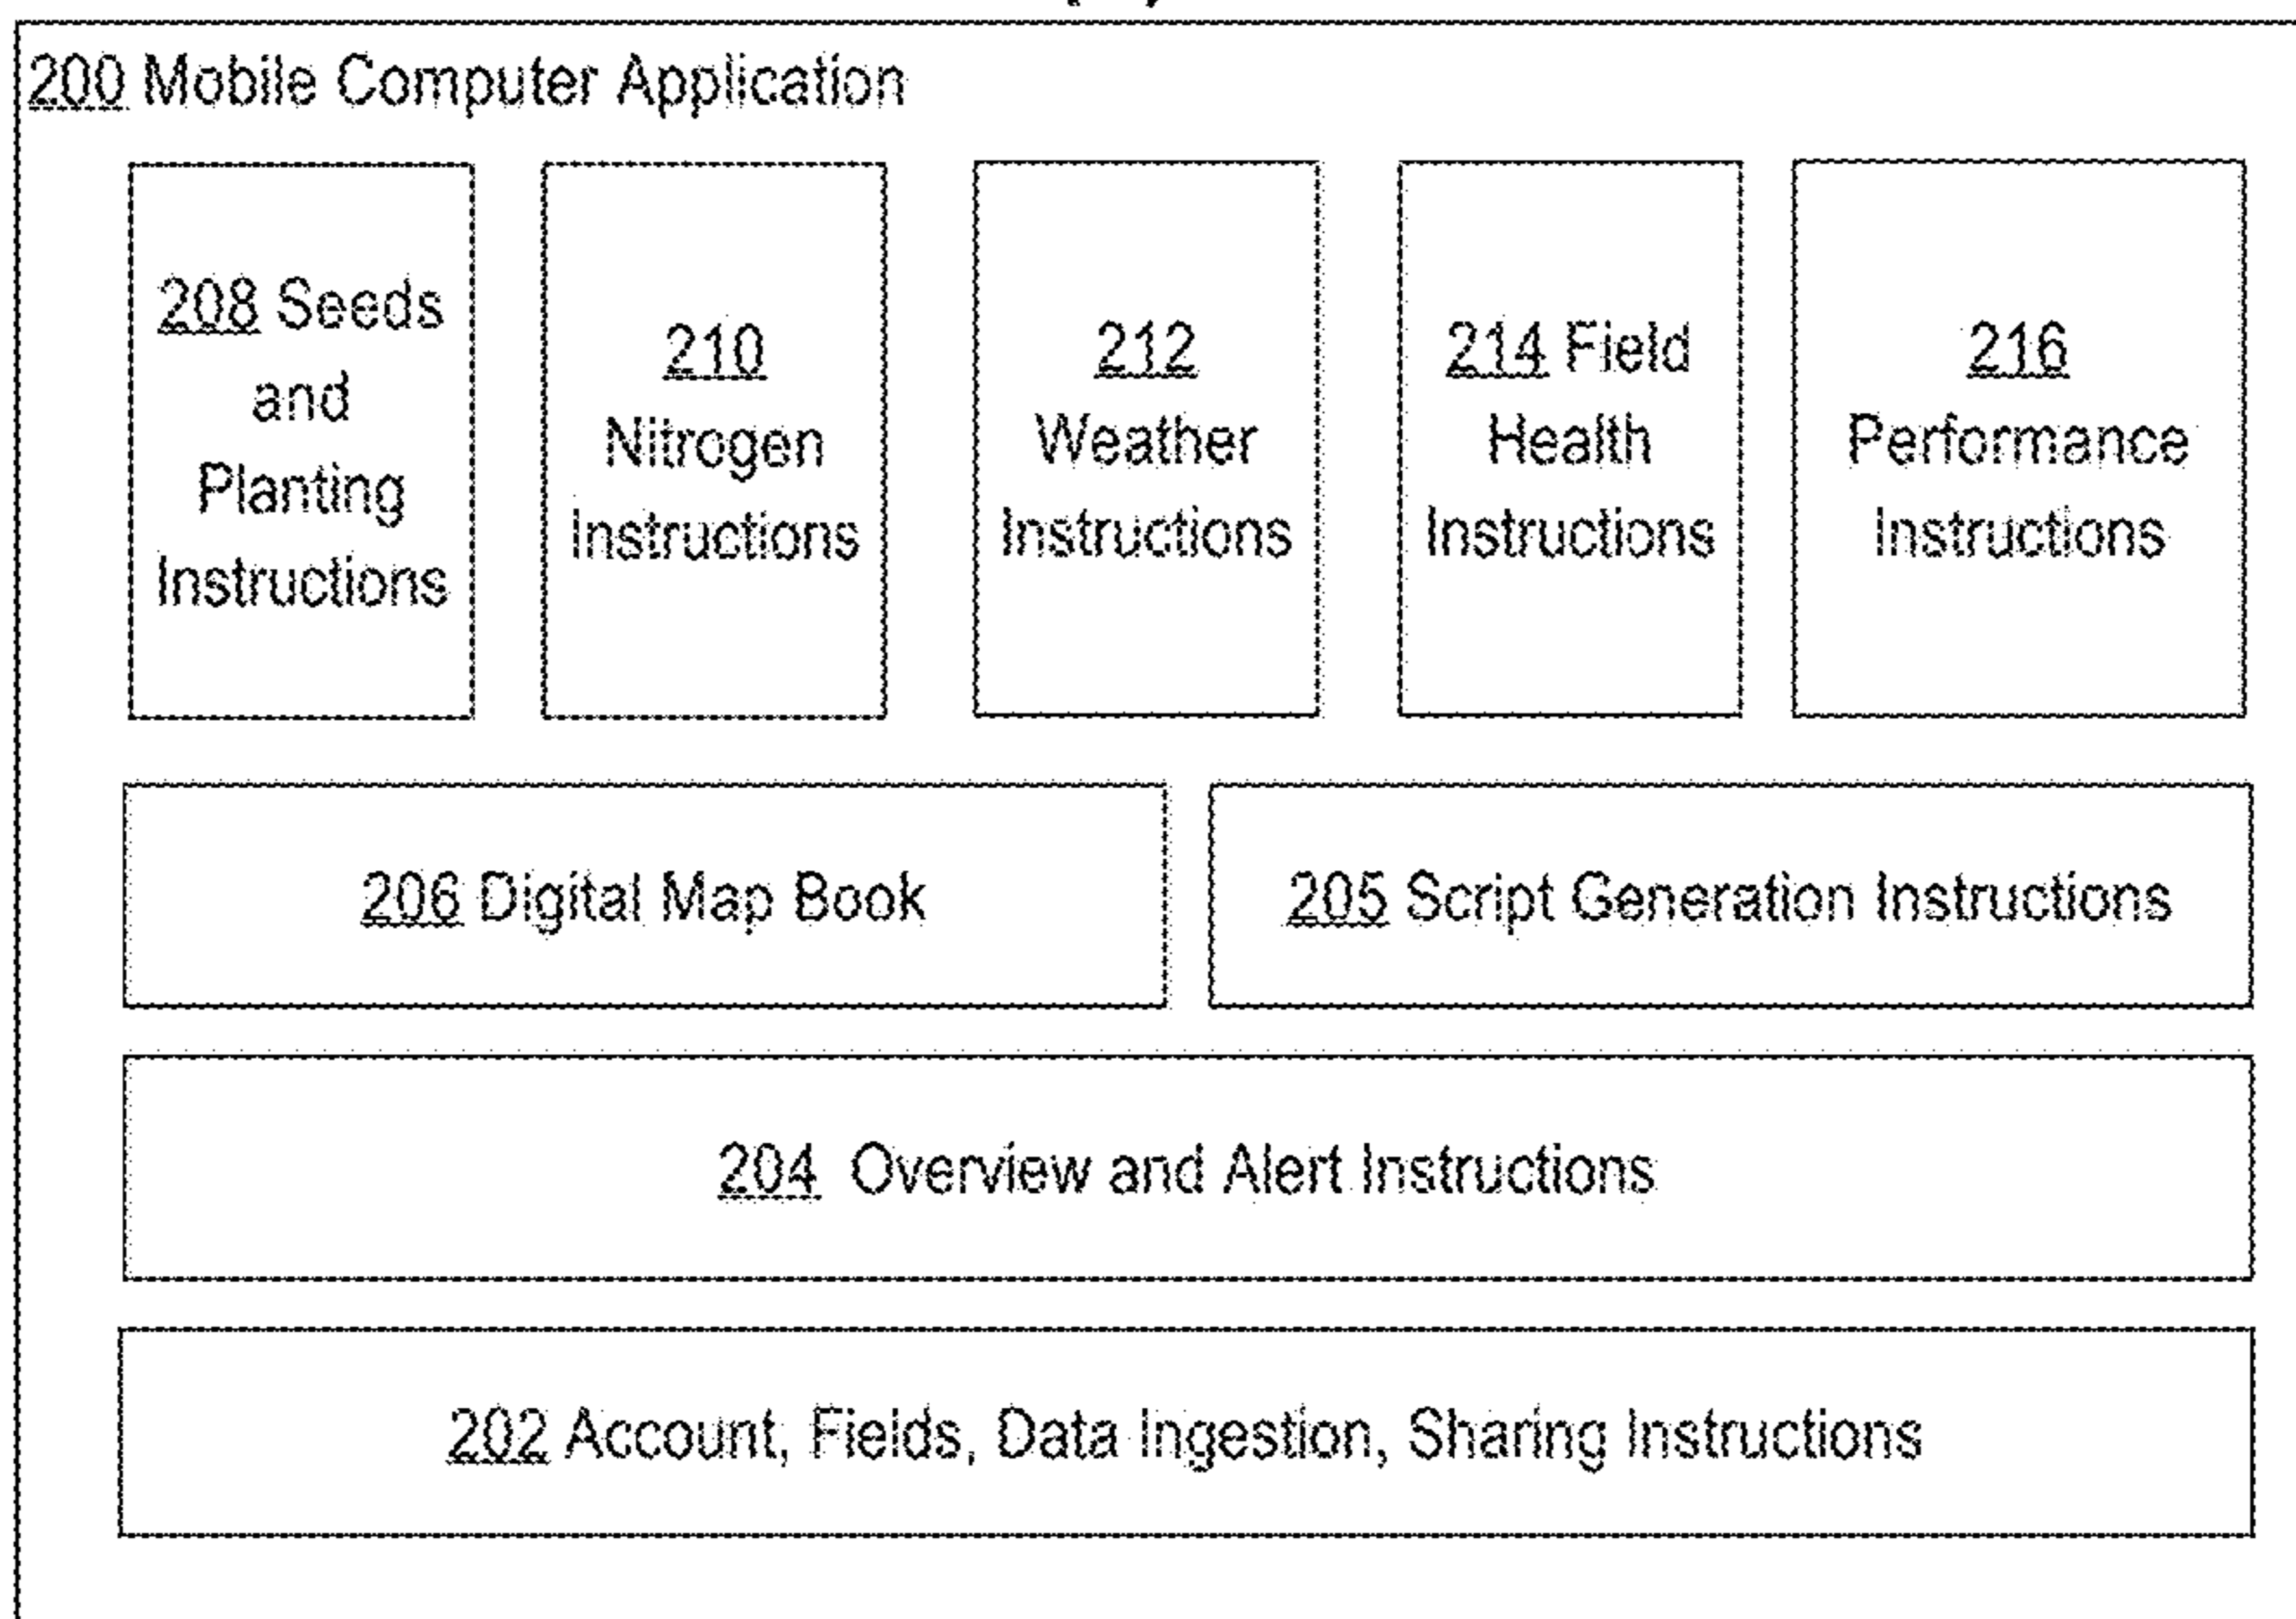 200 Mobile Computer Application
208 Seeds
and
Planting
Instructions
210
Nitrogen
Instructions
212
Weather
Instructions
214 Field
Health
Instructions
216
Performance
Instructions
206 Digital Map Book
205 Script Generation Instructions
204 Overview and Alert Instructions
202 Account, Fields, Data Ingestion, Sharing Instructions